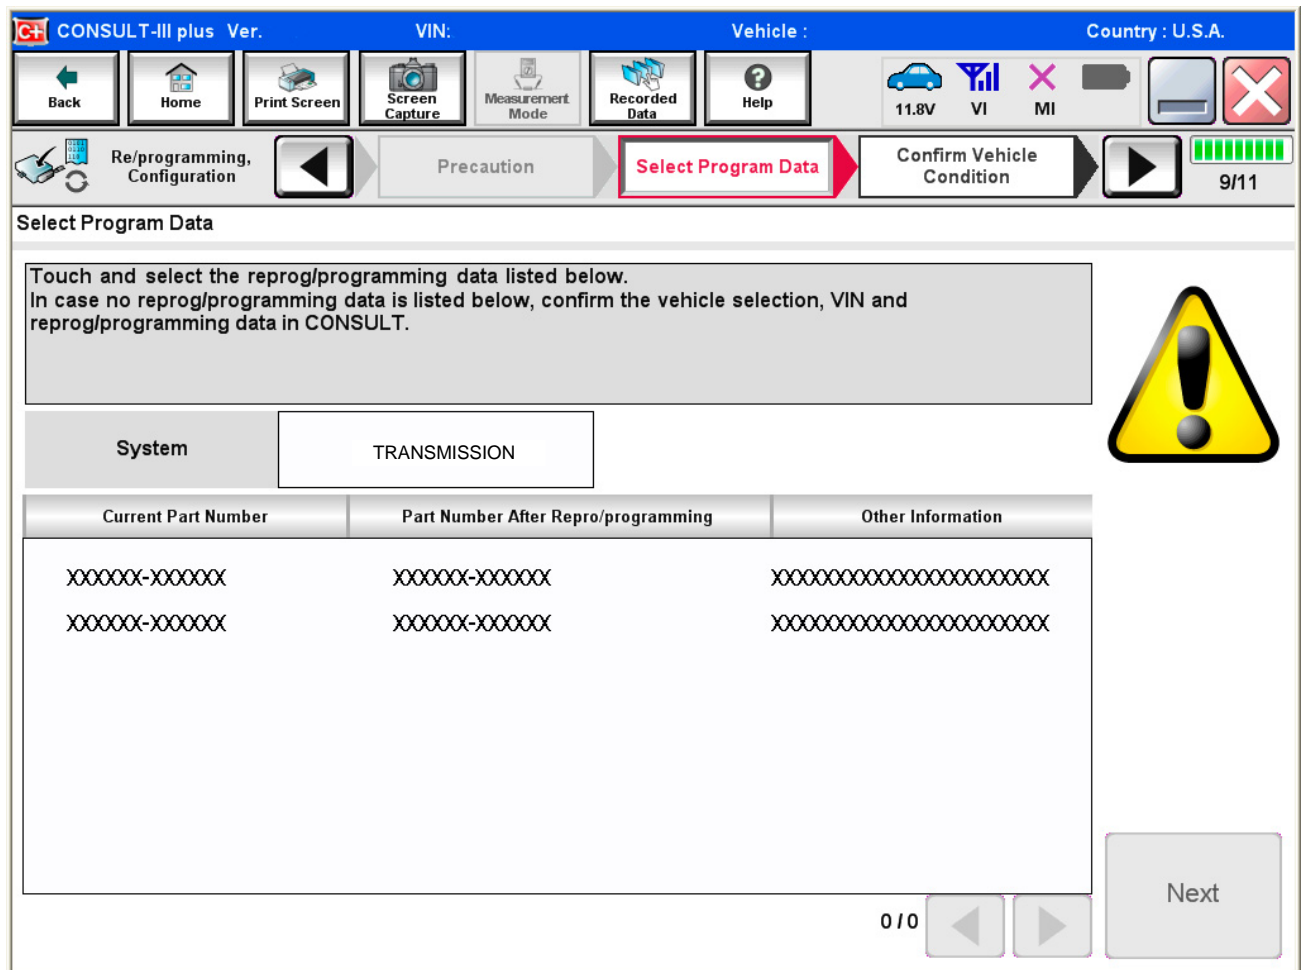 C+ CONSULT-III plus Ver. VIN: Vehicle : Country : U.S.A.
Back
Home
Print Screen
Screen
Capture
Measurement
Mode
Recorded
Data
Help
11.8V VI MI
Re/programming,
Configuration
Precaution
Select Program Data
Confirm Vehicle
Condition
9/11
Select Program Data
Touch and select the reprog/programming data listed below.
In case no reprog/programming data is listed below, confirm the vehicle selection, VIN and
reprog/programming data in CONSULT.
System TRANSMISSION
Current Part Number Part Number After Repro/programming Other Information
XXXXXX-XXXXXX XXXXXX-XXXXXX XXXXXXXXXXXXXXXXXXXXXXX
XXXXXX-XXXXXX XXXXXX-XXXXXX XXXXXXXXXXXXXXXXXXXXXXX
Next
0/0